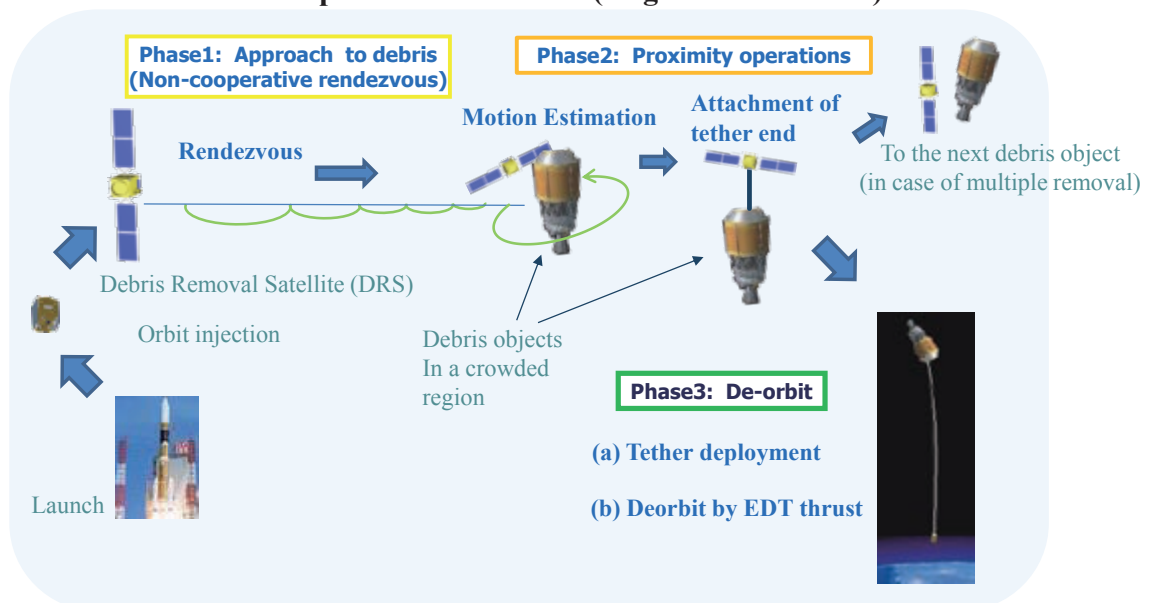 Phase1: Approach to debris
(Non-cooperative rendezvous)
Phase2: Proximity operations
Rendezvous
Motion Estimation
Attachment of
tether end
To the next debris object
(in case of multiple removal)
Debris Removal Satellite (DRS)
Orbit injection
Debris objects
In a crowded
region
Launch
Phase3: De-orbit
(a) Tether deployment
(b) Deorbit by EDT thrust